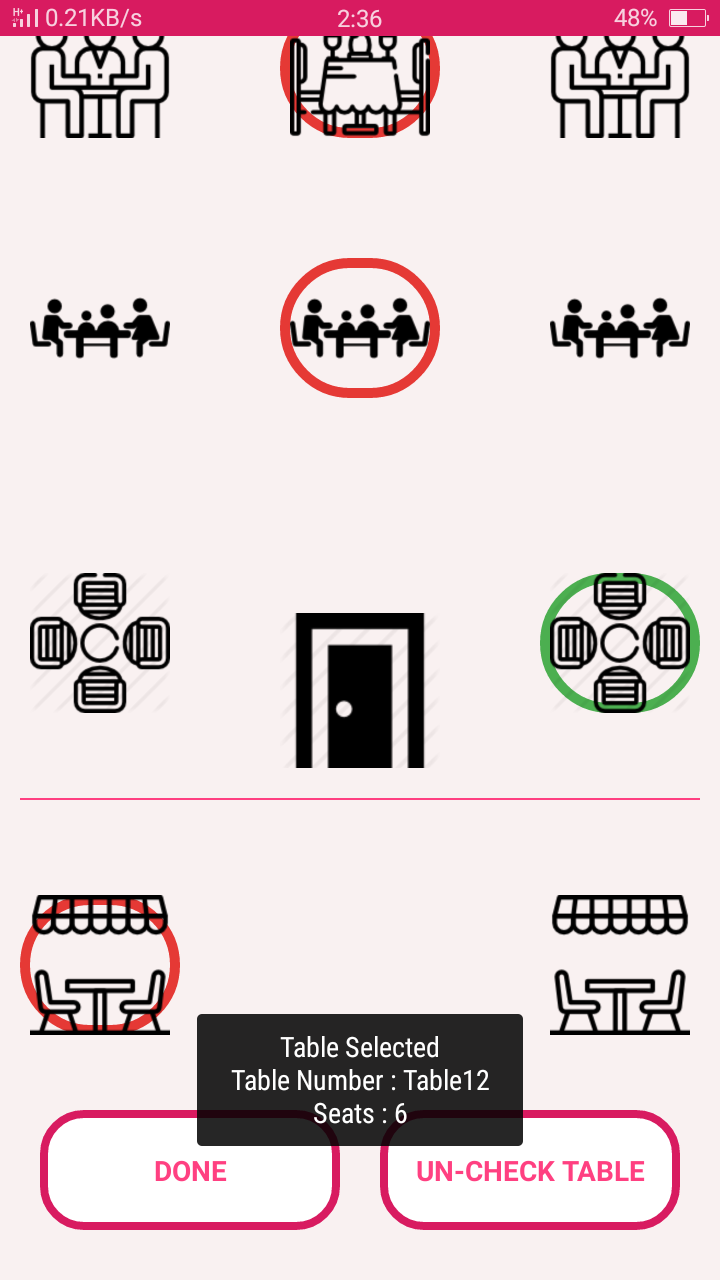 0.21KB/s 2:36 48%
Table Selected
Table Number : Table12
Seats : 6
DONE UN-CHECK TABLE